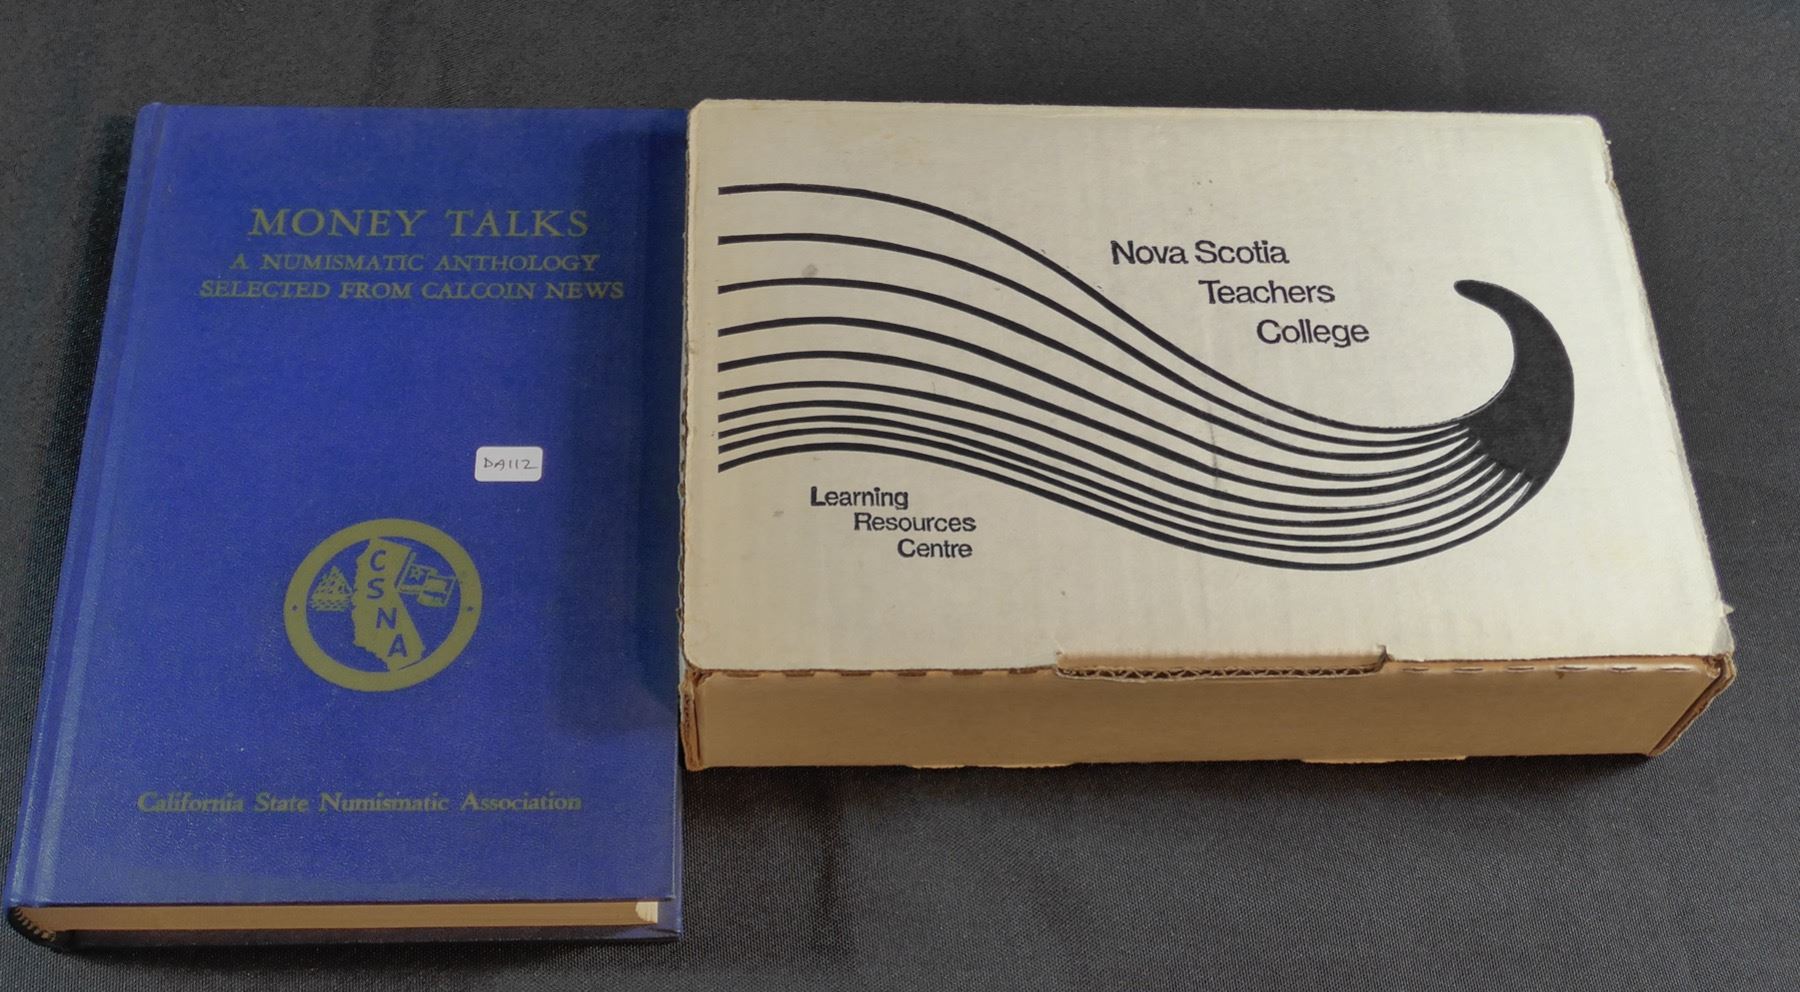 MONEY TALKS
A NUMISMATIC ANTHOLOGY
SELECTED FROM CALCOIN NEWS
DA112
C
S
N
A
California State Numismatic Association
Nova Scotia
Teachers
College
Learning
Resources
Centre